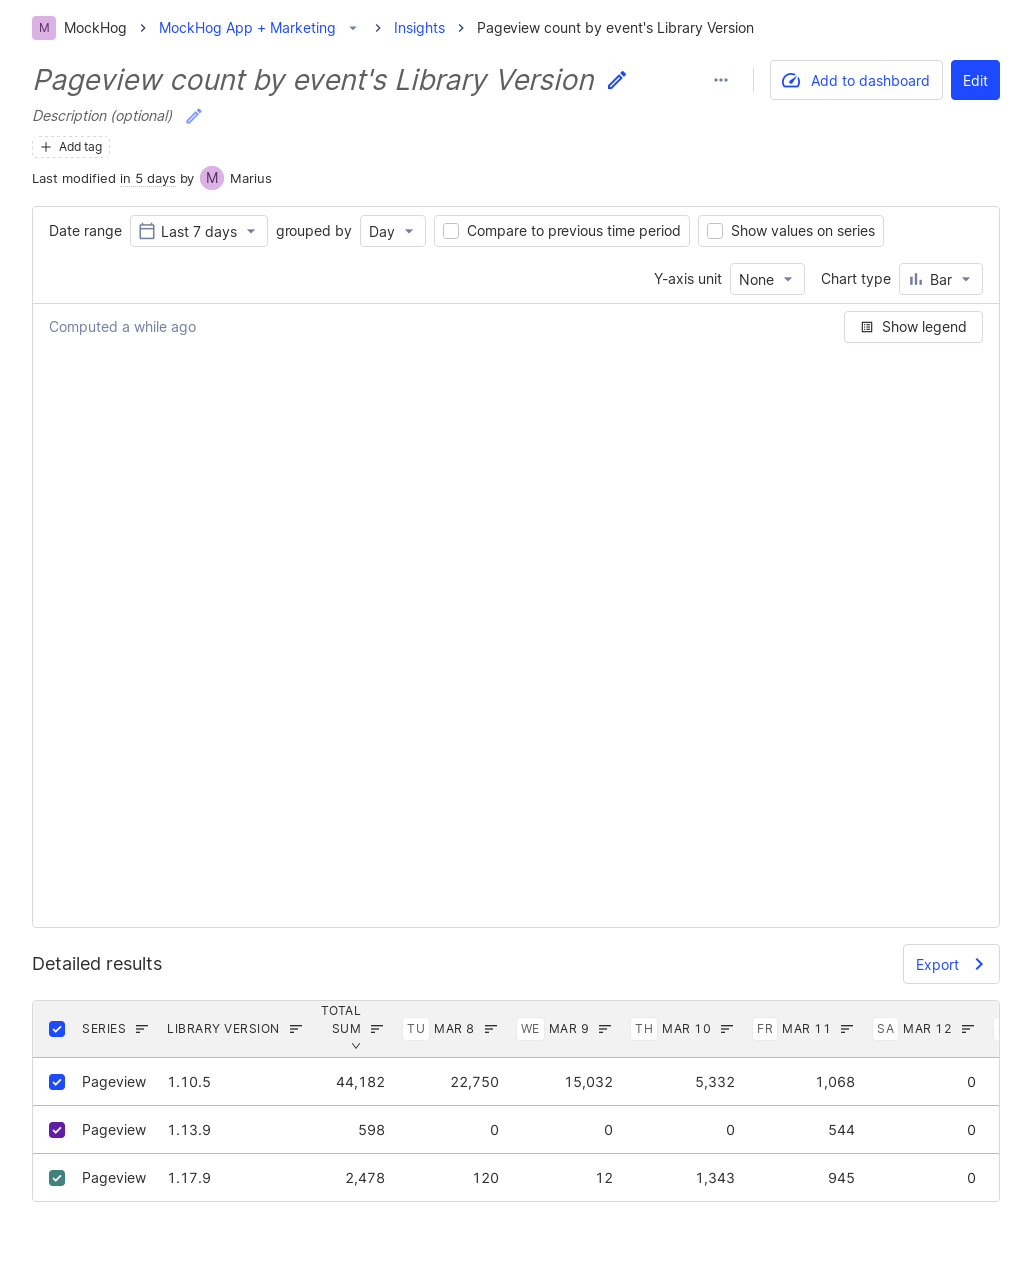 M MockHog MockHog App + Marketing Insights Pageview count by event's Library Version
Pageview count by event's Library Version
Add to dashboard Edit
Description (optional)
Add tag
Last modified in 5 days by M Marius
Date range Last 7 days grouped by Day Compare to previous time period Show values on series
Y-axis unit None Chart type Bar
Computed a while ago Show legend
Detailed results Export
SERIES LIBRARY VERSION TOTAL SUM TU MAR 8 WE MAR 9 TH MAR 10 FR MAR 11 SA MAR 12
Pageview 1.10.5 44,182 22,750 15,032 5,332 1,068 0
Pageview 1.13.9 598 0 0 0 544 0
Pageview 1.17.9 2,478 120 12 1,343 945 0